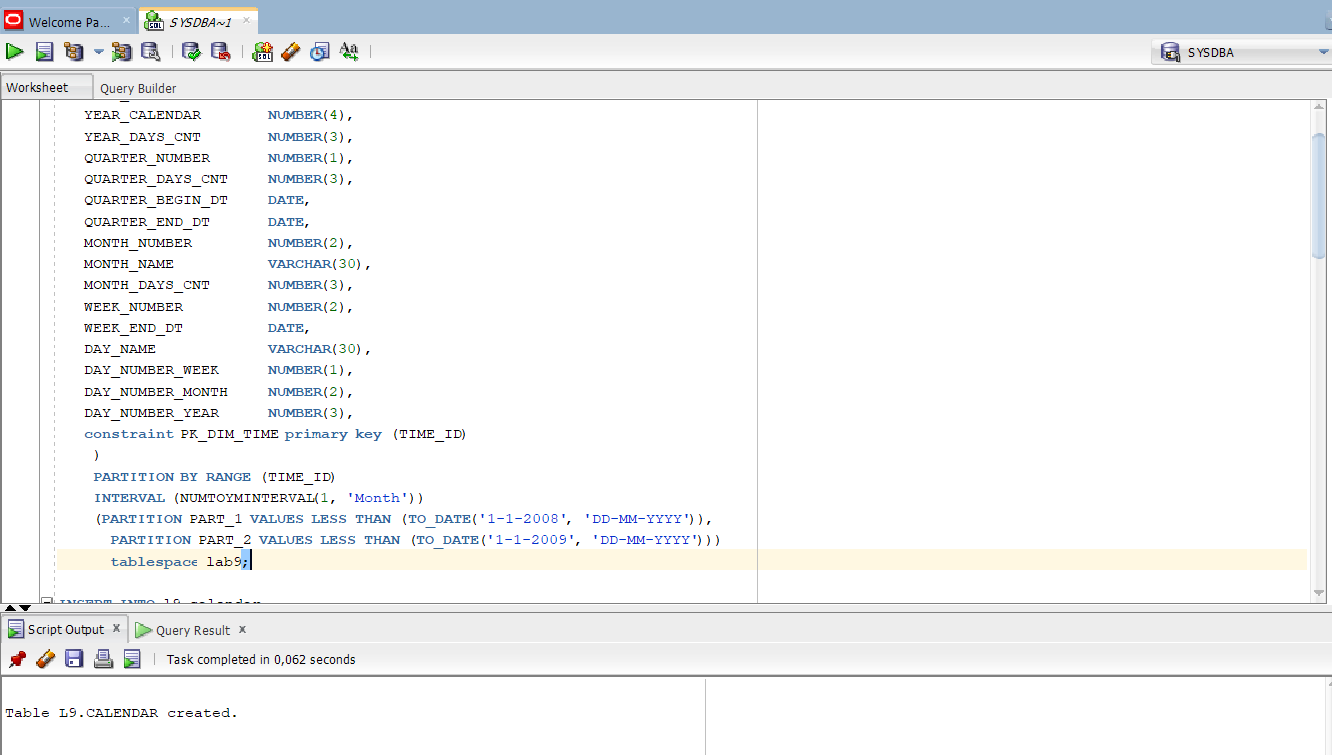 Welcome Pa... SYSDBA~1
SYSDBA
Worksheet Query Builder
YEAR_CALENDAR NUMBER(4),
YEAR_DAYS_CNT NUMBER(3),
QUARTER_NUMBER NUMBER(1),
QUARTER_DAYS_CNT NUMBER(3),
QUARTER_BEGIN_DT DATE,
QUARTER_END_DT DATE,
MONTH_NUMBER NUMBER(2),
MONTH_NAME VARCHAR(30),
MONTH_DAYS_CNT NUMBER(3),
WEEK_NUMBER NUMBER(2),
WEEK_END_DT DATE,
DAY_NAME VARCHAR(30),
DAY_NUMBER_WEEK NUMBER(1),
DAY_NUMBER_MONTH NUMBER(2),
DAY_NUMBER_YEAR NUMBER(3),
constraint PK_DIM_TIME primary key (TIME_ID)
)
PARTITION BY RANGE (TIME_ID)
INTERVAL (NUMTOYMINTERVAL(1, 'Month'))
(PARTITION PART_1 VALUES LESS THAN (TO_DATE('1-1-2008', 'DD-MM-YYYY')),
PARTITION PART_2 VALUES LESS THAN (TO_DATE('1-1-2009', 'DD-MM-YYYY')))
tablespace lab9;
INSERT INTO l9.calendar
Script Output x Query Result x
Task completed in 0,062 seconds
Table L9.CALENDAR created.